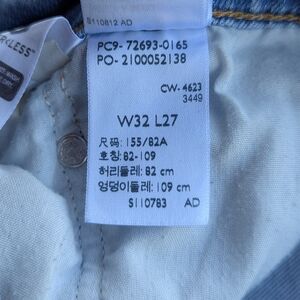 S110812 AD
PC9- 72693-0165
PO- 2100052138
CW- 4623
3449
W32 L27
尺码: 155/82A
호칭: 82-109
허리둘레: 82 cm
엉덩이둘레: 109 cm
S110783 AD
LESS™